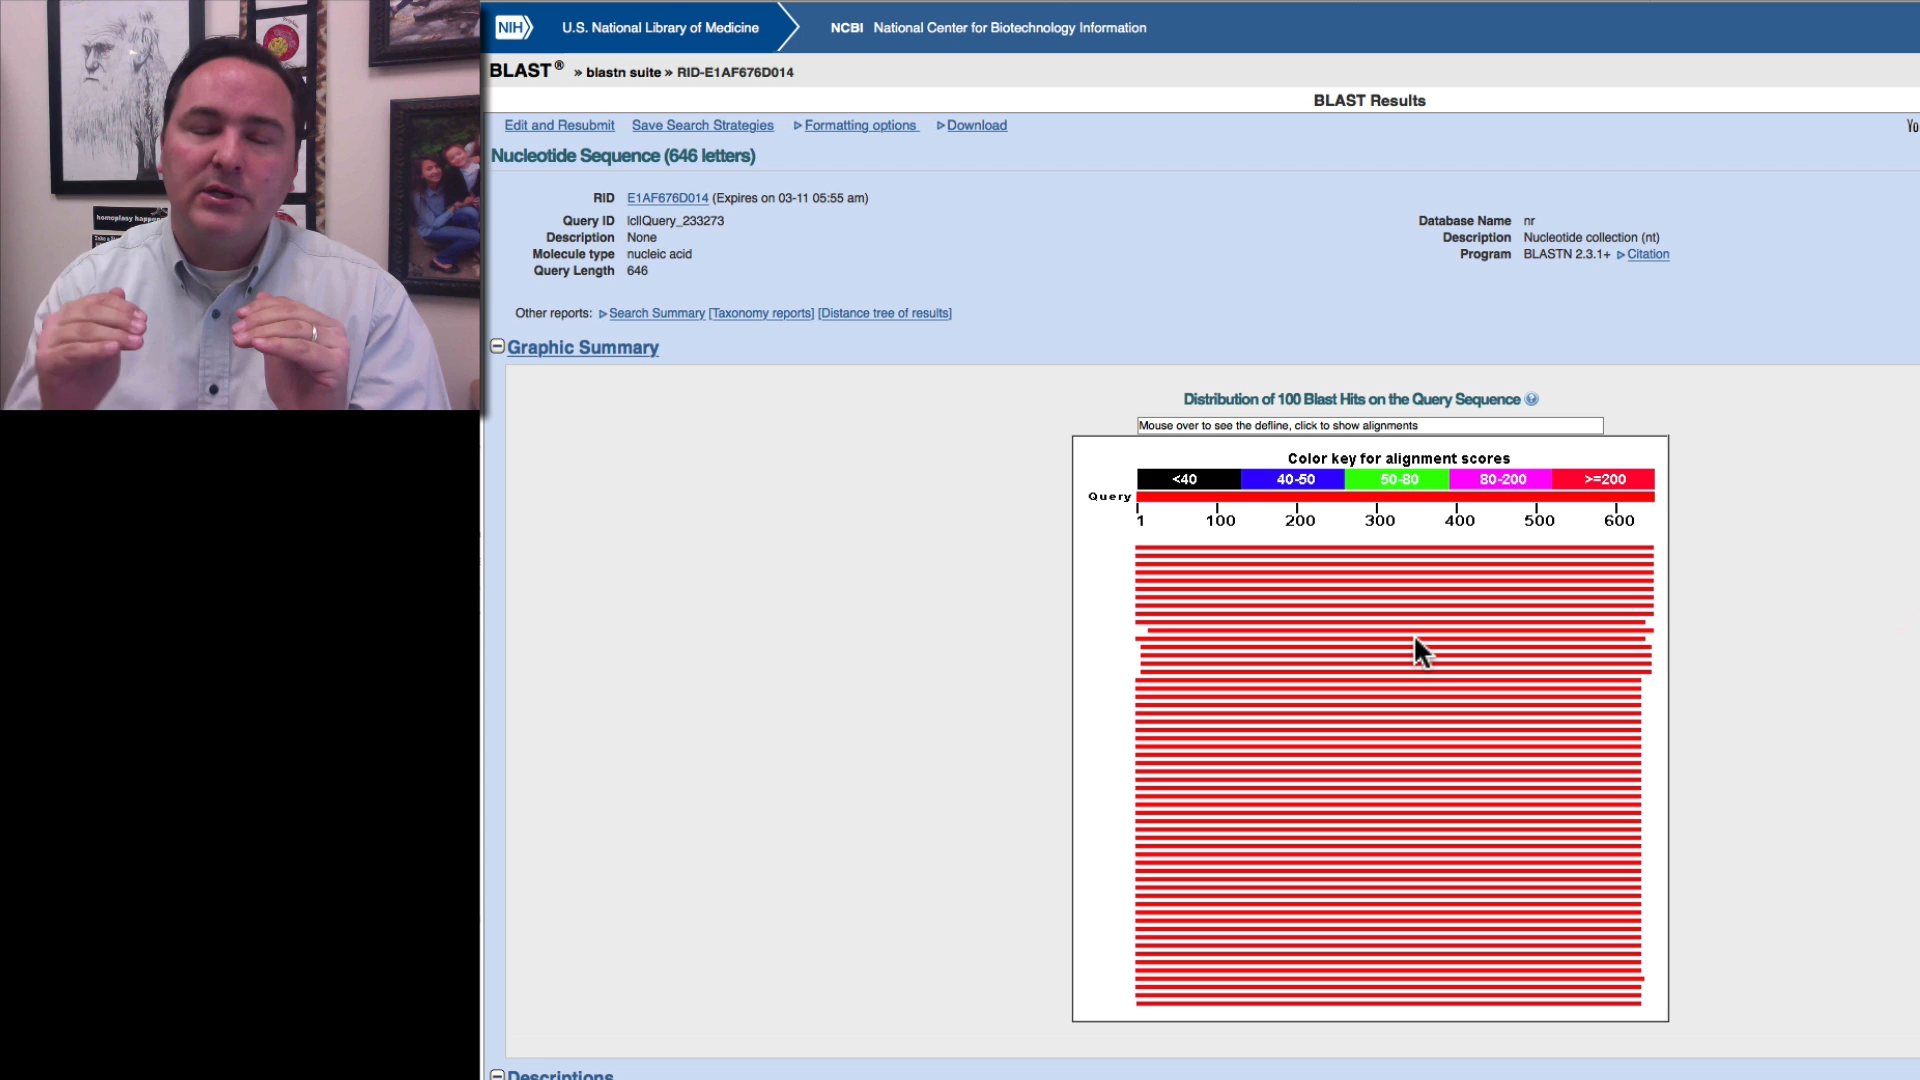 NIH U.S. National Library of Medicine NCBI National Center for Biotechnology Information
BLAST® » blastn suite » RID-E1AF676D014
BLAST Results
Edit and Resubmit Save Search Strategies Formatting options Download Yo
Nucleotide Sequence (646 letters)
RID E1AF676D014 (Expires on 03-11 05:55 am)
Query ID lcl|Query_233273
Description None
Molecule type nucleic acid
Query Length 646
Database Name nr
Description Nucleotide collection (nt)
Program BLASTN 2.3.1+ Citation
Other reports: Search Summary [Taxonomy reports] [Distance tree of results]
Graphic Summary
Distribution of 100 Blast Hits on the Query Sequence
Mouse over to see the defline, click to show alignments
Color key for alignment scores
<40 40-50 50-80 80-200 >=200
Query
1 100 200 300 400 500 600
Descriptions
homoplasy happens